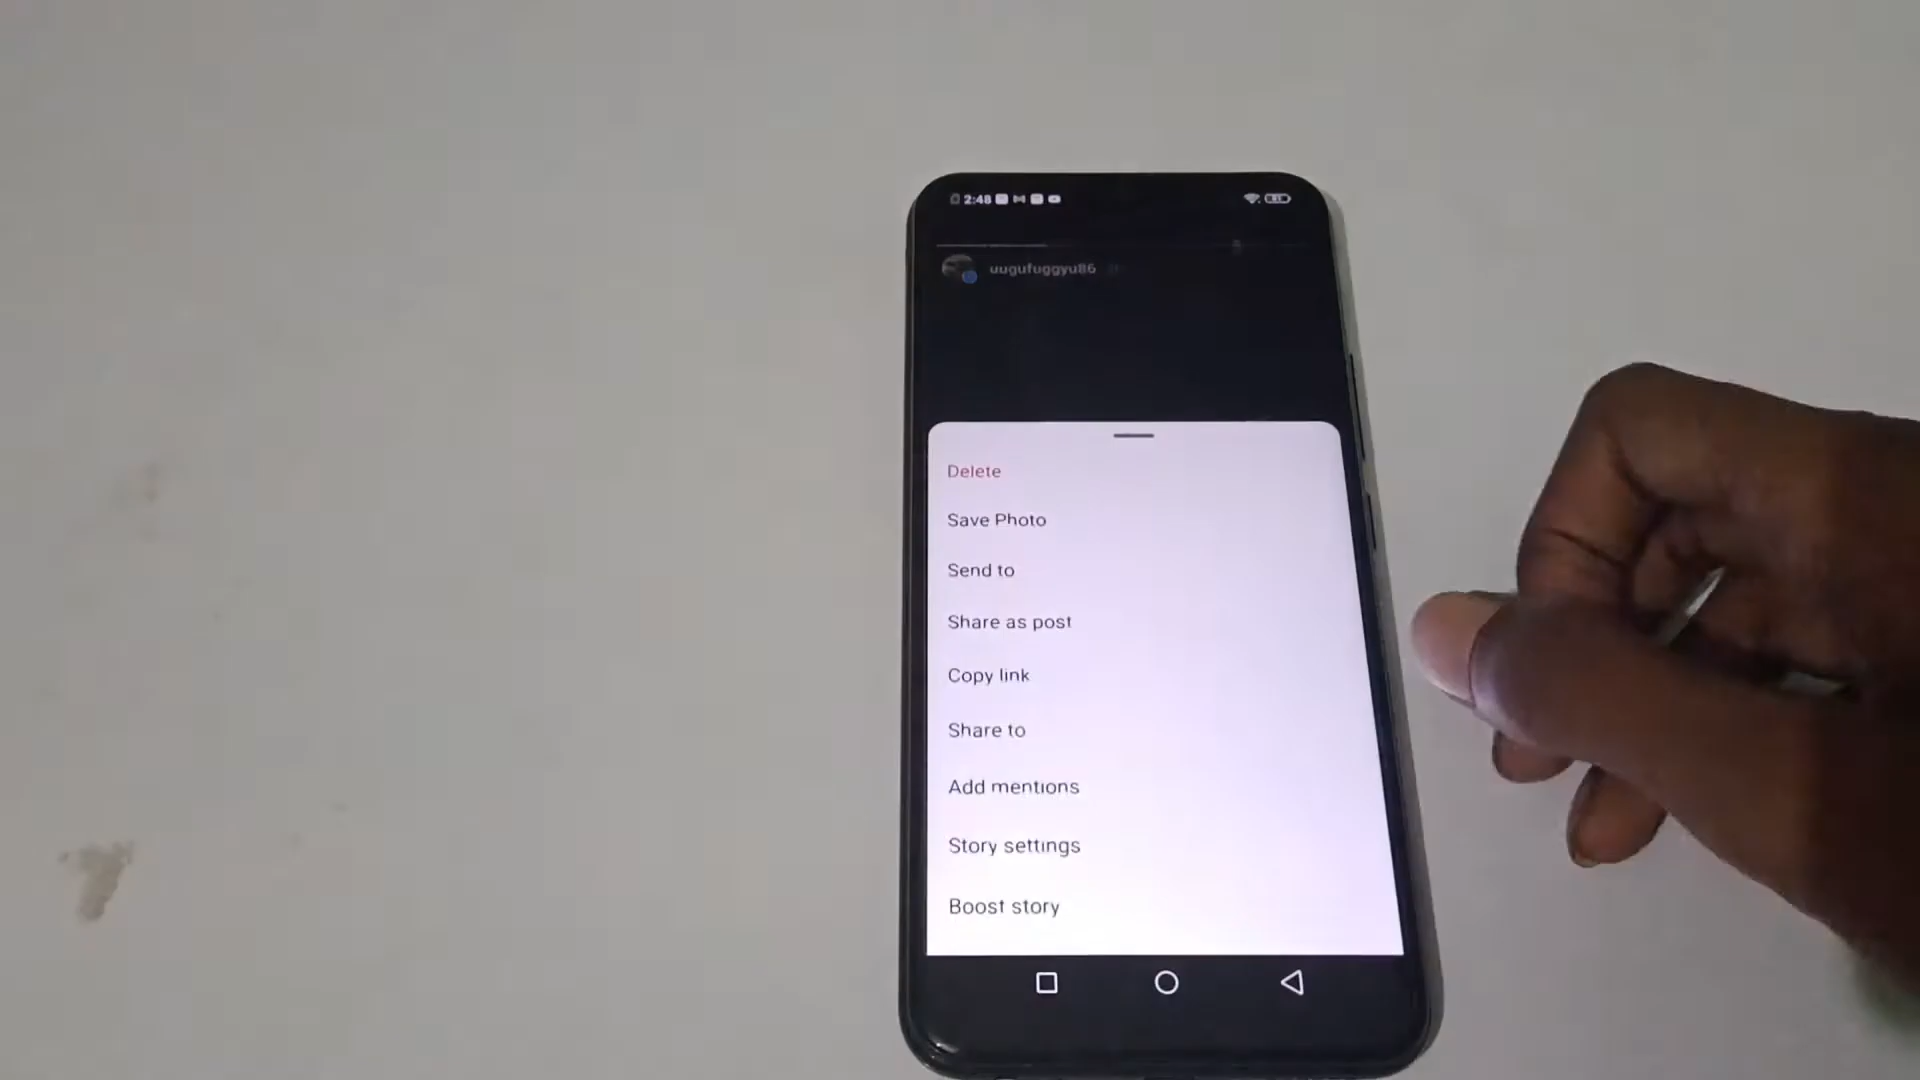 2:48
uugufuggyu86
Delete
Save Photo
Send to
Share as post
Copy link
Share to
Add mentions
Story settings
Boost story